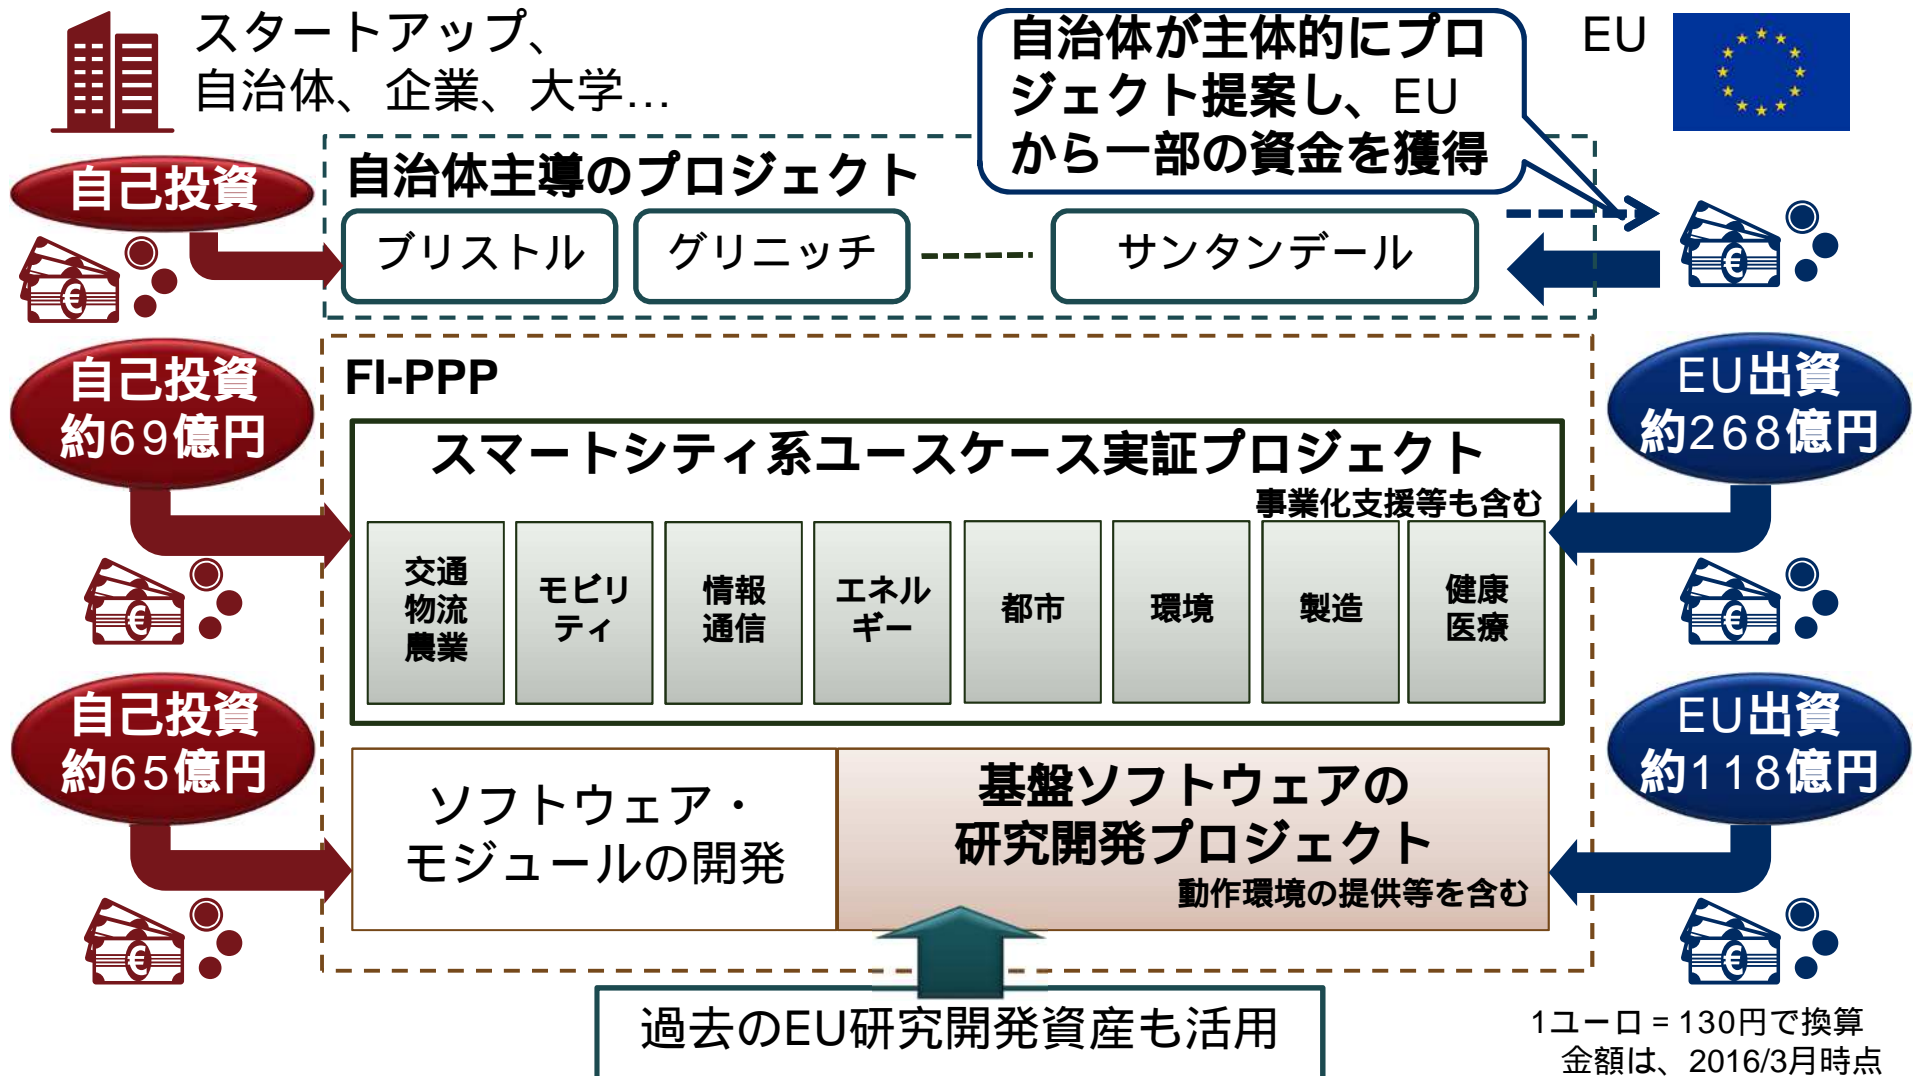 スタートアップ、
自治体、企業、大学…
自治体が主体的にプロ
ジェクト提案し、EU
から一部の資金を獲得
EU
自己投資
自治体主導のプロジェクト
ブリストル
グリニッチ
サンタンデール
€
€
自己投資
約69億円
FI-PPP
EU出資
約268億円
スマートシティ系ユースケース実証プロジェクト
事業化支援等も含む
交通
物流
農業
モビリ
ティ
情報
通信
エネル
ギー
都市
環境
製造
健康
医療
€
€
自己投資
約65億円
EU出資
約118億円
ソフトウェア・
モジュールの開発
基盤ソフトウェアの
研究開発プロジェクト
動作環境の提供等を含む
€
€
過去のEU研究開発資産も活用
1ユーロ = 130円で換算
金額は、2016/3月時点